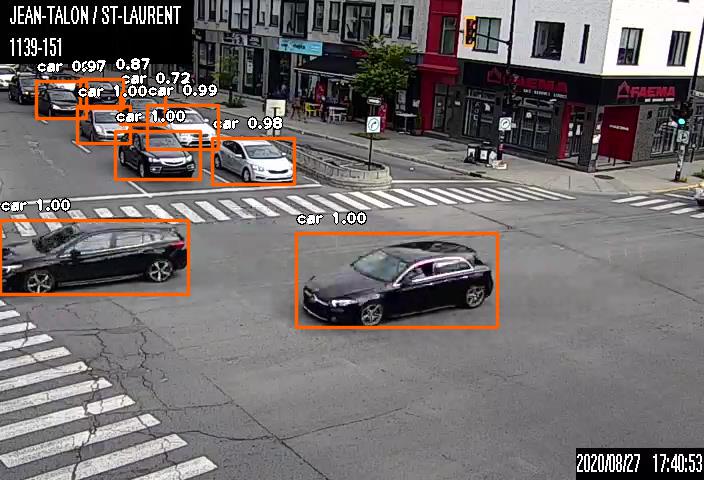 JEAN-TALON / ST-LAURENT
1139-151
car 0.97
0.87
car 0.72
car 1.00
car 0.99
car 1.00
car 0.98
FAEMA
FAEMA
car 1.00
car 1.00
2020/08/27 17:40:53